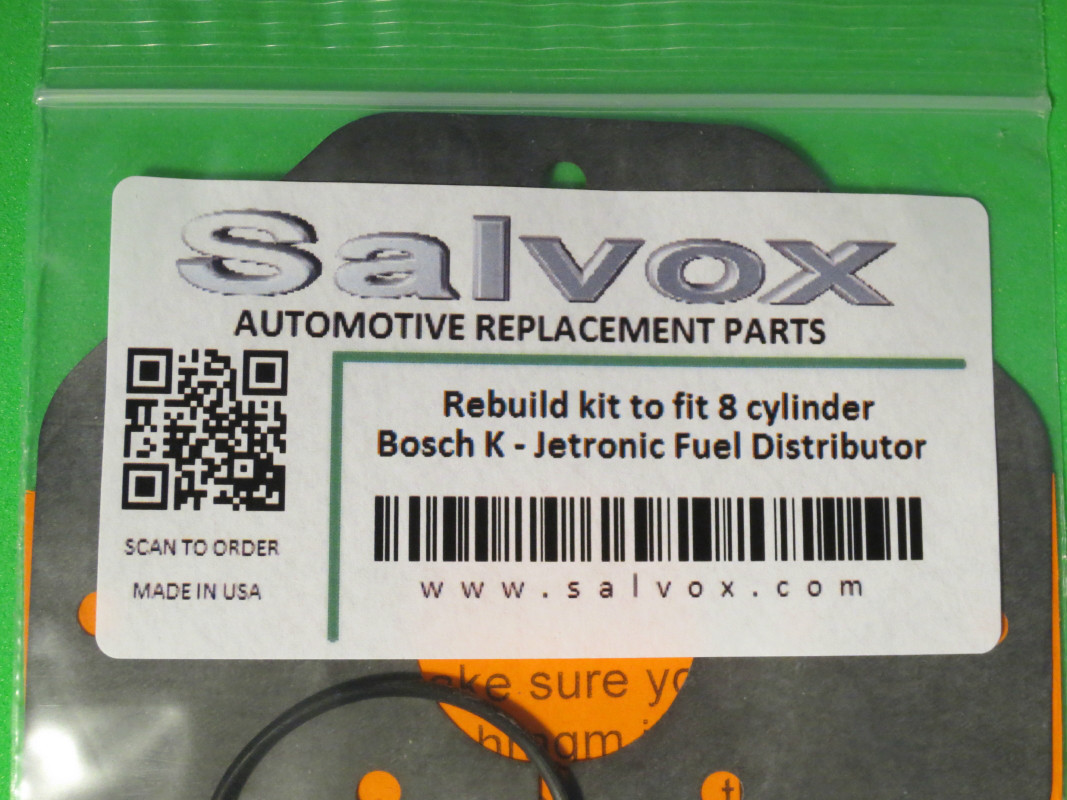 Salvox
AUTOMOTIVE REPLACEMENT PARTS
Rebuild kit to fit 8 cylinder
Bosch K - Jetronic Fuel Distributor
www.salvox.com
SCAN TO ORDER
MADE IN USA
sure